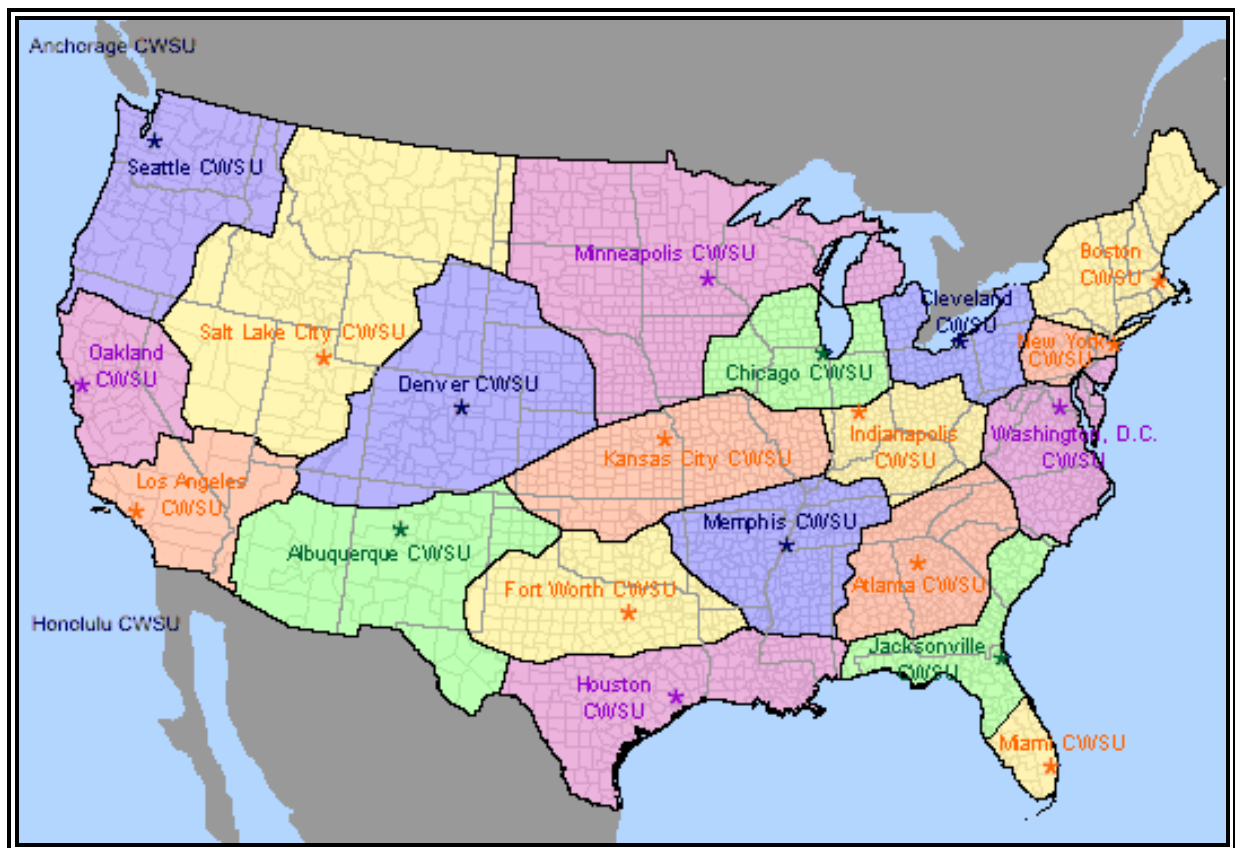 Anchorage CWSU
Seattle CWSU
Minneapolis CWSU
Boston
CWSU
Cleveland
CWSU
Salt Lake City CWSU
New York
CWSU
Oakland
CWSU
Chicago CWSU
Denver CWSU
Indianapolis
CWSU
Washington, D.C.
CWSU
Kansas City CWSU
Los Angeles
CWSU
Memphis CWSU
Albuquerque CWSU
Fort Worth CWSU
Atlanta CWSU
Honolulu CWSU
Jacksonville
CWSU
Houston
CWSU
Miami CWSU